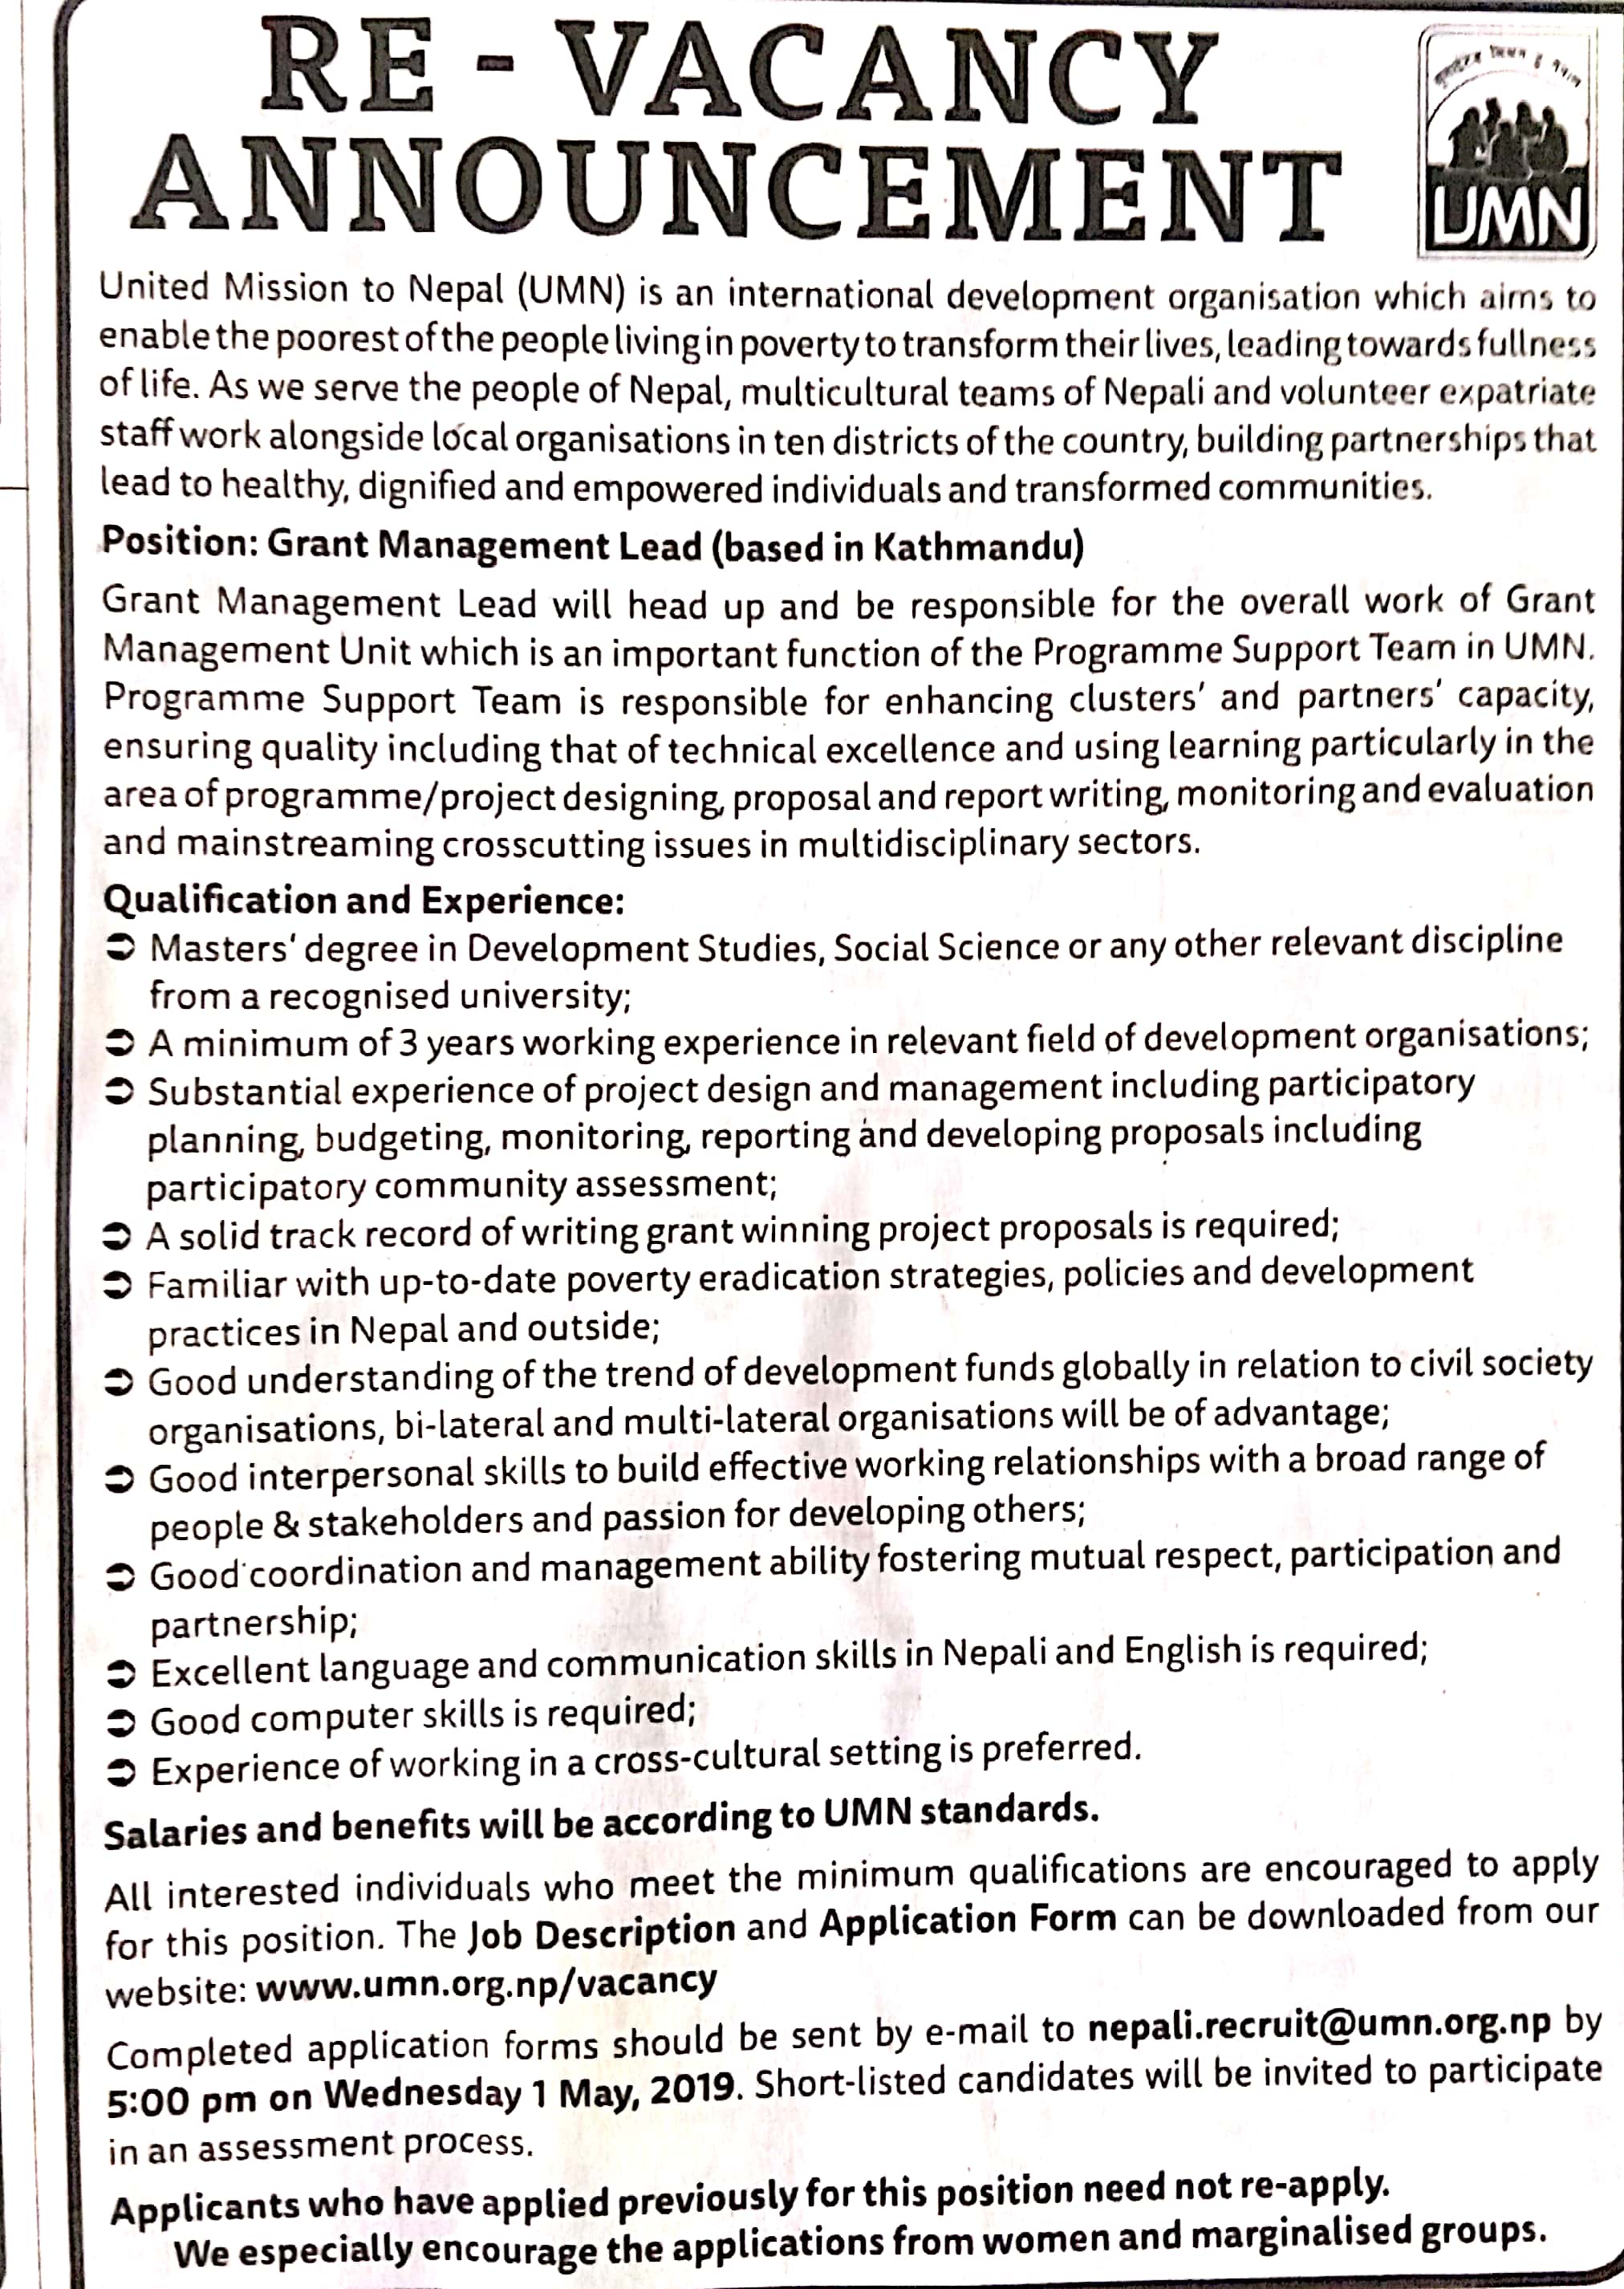 RE - VACANCY
ANNOUNCEMENT
UMN
United Mission to Nepal (UMN) is an international development organisation which aims to
enable the poorest of the people living in poverty to transform their lives, leading towards fullness
of life. As we serve the people of Nepal, multicultural teams of Nepali and volunteer expatriate
staff work alongside local organisations in ten districts of the country, building partnerships that
lead to healthy, dignified and empowered individuals and transformed communities.
Position: Grant Management Lead (based in Kathmandu)
Grant Management Lead will head up and be responsible for the overall work of Grant
Management Unit which is an important function of the Programme Support Team in UMN.
Programme Support Team is responsible for enhancing clusters' and partners' capacity,
ensuring quality including that of technical excellence and using learning particularly in the
area of programme/project designing, proposal and report writing, monitoring and evaluation
and mainstreaming crosscutting issues in multidisciplinary sectors.
Qualification and Experience:
➲ Masters' degree in Development Studies, Social Science or any other relevant discipline
from a recognised university;
➲ A minimum of 3 years working experience in relevant field of development organisations;
➲ Substantial experience of project design and management including participatory
planning, budgeting, monitoring, reporting and developing proposals including
participatory community assessment;
➲ A solid track record of writing grant winning project proposals is required;
➲ Familiar with up-to-date poverty eradication strategies, policies and development
practices in Nepal and outside;
➲ Good understanding of the trend of development funds globally in relation to civil society
organisations, bi-lateral and multi-lateral organisations will be of advantage;
➲ Good interpersonal skills to build effective working relationships with a broad range of
people & stakeholders and passion for developing others;
➲ Good coordination and management ability fostering mutual respect, participation and
partnership;
➲ Excellent language and communication skills in Nepali and English is required;
➲ Good computer skills is required;
➲ Experience of working in a cross-cultural setting is preferred.
Salaries and benefits will be according to UMN standards.
All interested individuals who meet the minimum qualifications are encouraged to apply
for this position. The Job Description and Application Form can be downloaded from our
website: www.umn.org.np/vacancy
Completed application forms should be sent by e-mail to nepali.recruit@umn.org.np by
5:00 pm on Wednesday 1 May, 2019. Short-listed candidates will be invited to participate
in an assessment process.
Applicants who have applied previously for this position need not re-apply.
We especially encourage the applications from women and marginalised groups.